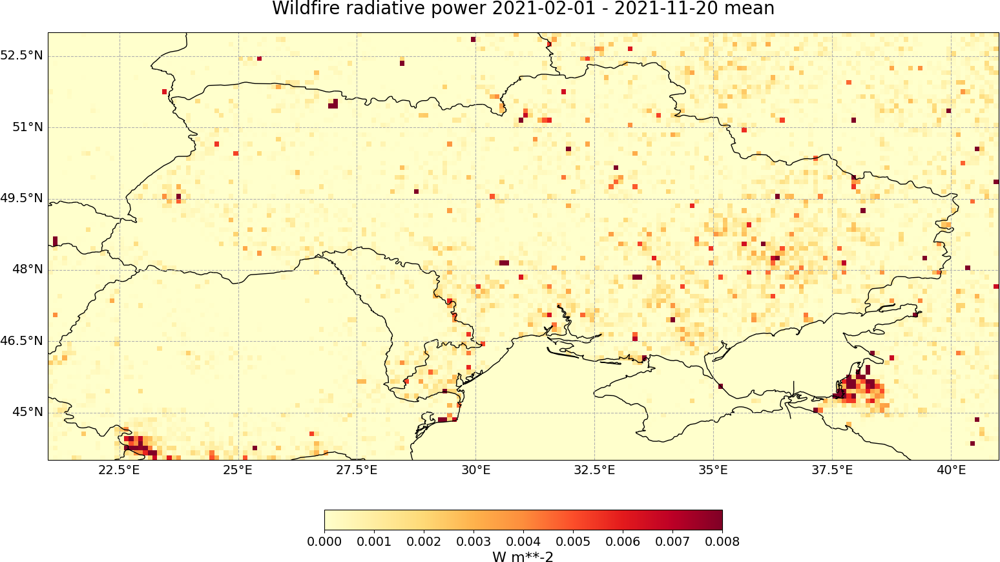 Wildfire radiative power 2021-02-01 - 2021-11-20 mean
52.5°N
51°N
49.5°N
48°N
46.5°N
45°N
22.5°E 25°E 27.5°E 30°E 32.5°E 35°E 37.5°E 40°E
0.000 0.001 0.002 0.003 0.004 0.005 0.006 0.007 0.008
W m**-2